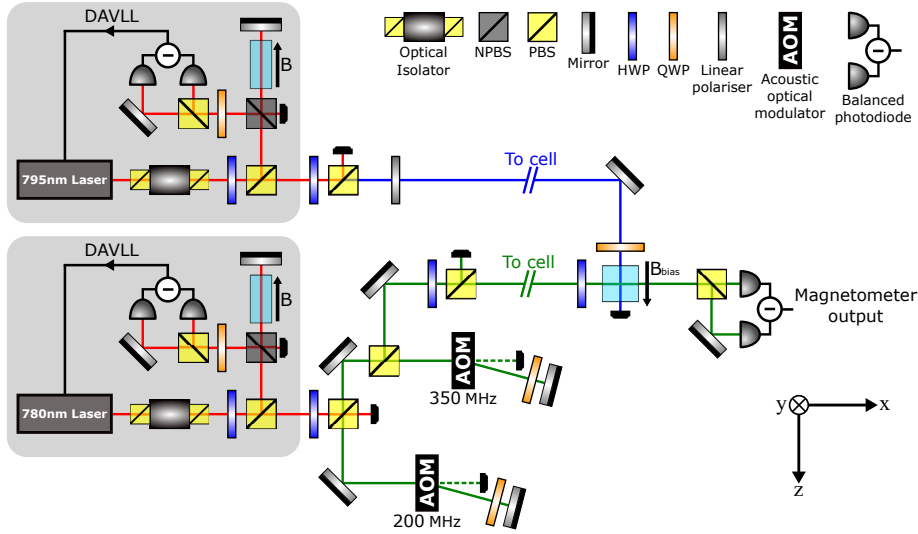 DAVLL
B
795nm Laser
Optical
Isolator
NPBS
PBS
Mirror
HWP
QWP
Linear
polariser
AOM
Acoustic
optical
modulator
Balanced
photodiode
To cell
DAVLL
B
780nm Laser
To cell
B bias
Magnetometer
output
AOM
350 MHz
AOM
200 MHz
y
x
z